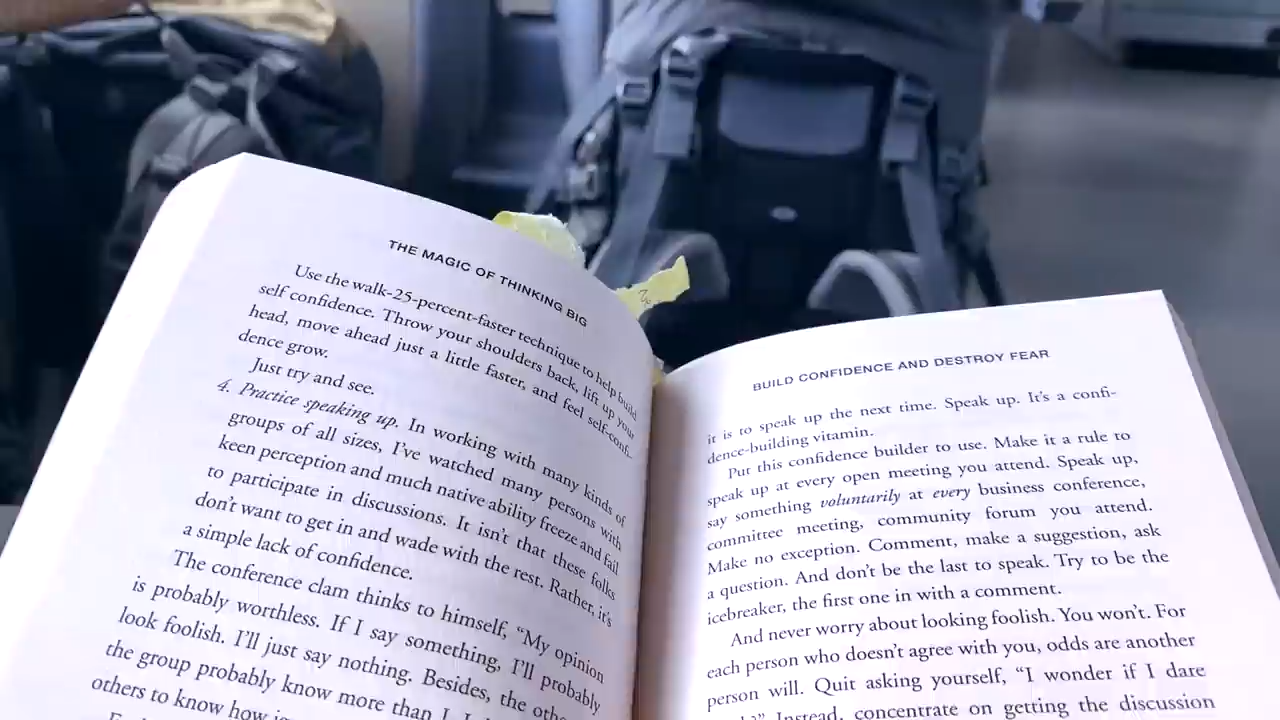 THE MAGIC OF THINKING BIG
Use the walk-25-percent-faster technique to help build
self confidence. Throw your shoulders back, lift up your
head, move ahead just a little faster, and feel self-confi-
dence grow.
Just try and see.
4. Practice speaking up. In working with many kinds of
groups of all sizes, I've watched many persons with
keen perception and much native ability freeze and fail
to participate in discussions. It isn't that these folks
don't want to get in and wade with the rest. Rather, it's
a simple lack of confidence.
The conference clam thinks to himself, "My opinion
is probably worthless. If I say something, I'll probably
look foolish. I'll just say nothing. Besides, the
the group probably know more than I.
others to know how
BUILD CONFIDENCE AND DESTROY FEAR
it is to speak up the next time. Speak up. It's a confi-
dence-building vitamin.
Put this confidence builder to use. Make it a rule to
speak up at every open meeting you attend. Speak up,
say something voluntarily at every business conference,
committee meeting, community forum you attend.
Make no exception. Comment, make a suggestion, ask
a question. And don't be the last to speak. Try to be the
icebreaker, the first one in with a comment.
And never worry about looking foolish. You won't. For
each person who doesn't agree with you, odds are another
person will. Quit asking yourself, "I wonder if I dare
Instead, concentrate on getting the discussion